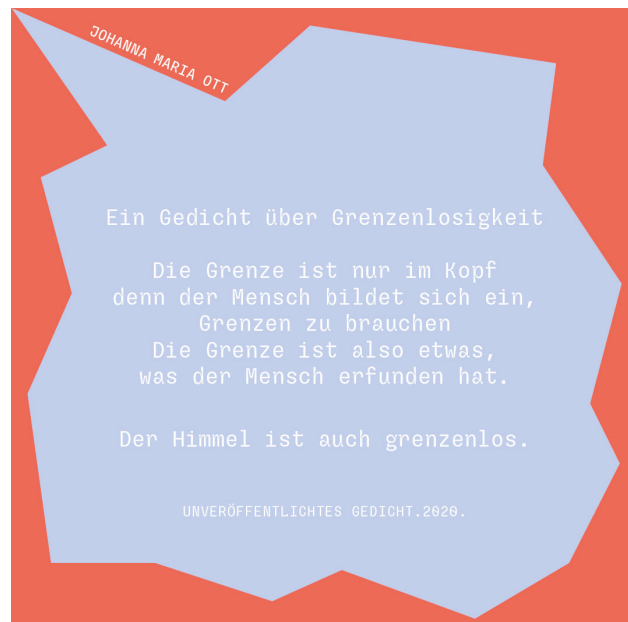 JOHANNA MARIA OTT
Ein Gedicht über Grenzenlosigkeit
Die Grenze ist nur im Kopf
denn der Mensch bildet sich ein,
Grenzen zu brauchen
Die Grenze ist also etwas,
was der Mensch erfunden hat.
Der Himmel ist auch grenzenlos.
UNVERÖFFENTLICHTES GEDICHT.2020.